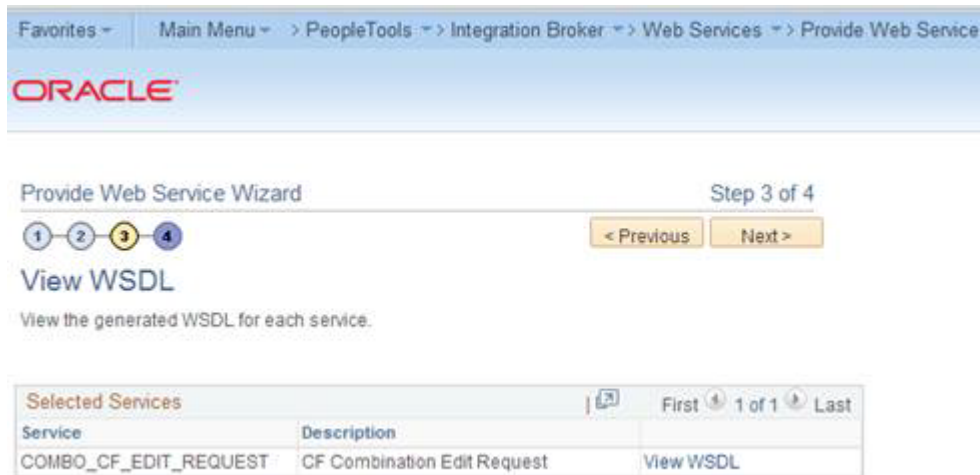 Favorites Main Menu > PeopleTools > Integration Broker > Web Services > Provide Web Service
ORACLE
Provide Web Service Wizard Step 3 of 4
1 2 3 4 < Previous Next >
View WSDL
View the generated WSDL for each service.
Selected Services | First 1 of 1 Last
Service Description
COMBO_CF_EDIT_REQUEST CF Combination Edit Request View WSDL